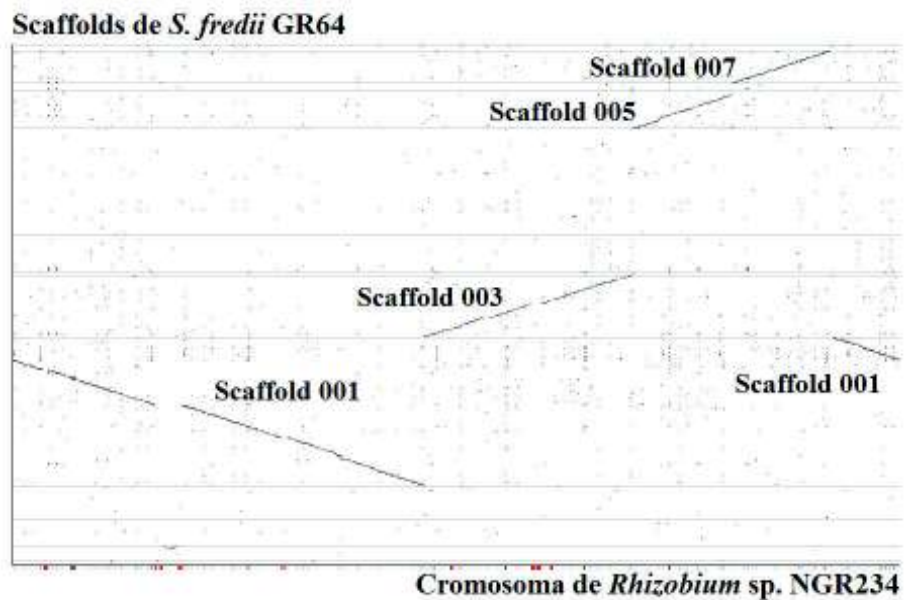 Scaffolds de S. fredii GR64
Scaffold 007
Scaffold 005
Scaffold 003
Scaffold 001
Scaffold 001
Cromosoma de Rhizobium sp. NGR234